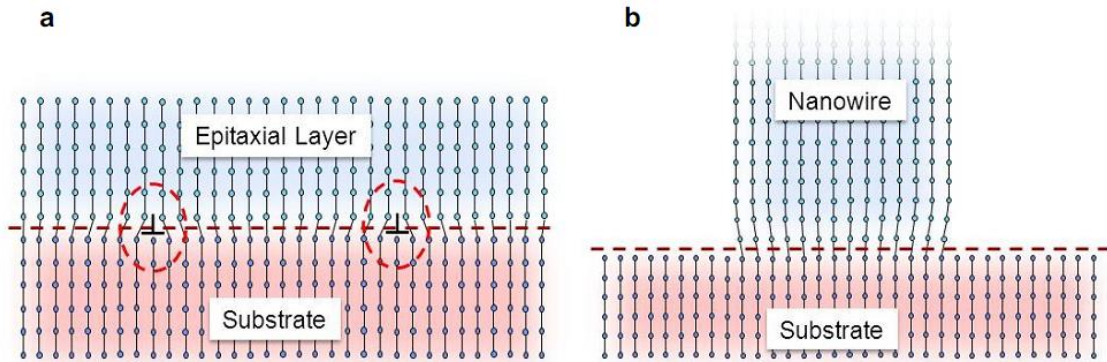 a
b
Epitaxial Layer
Nanowire
Substrate
Substrate